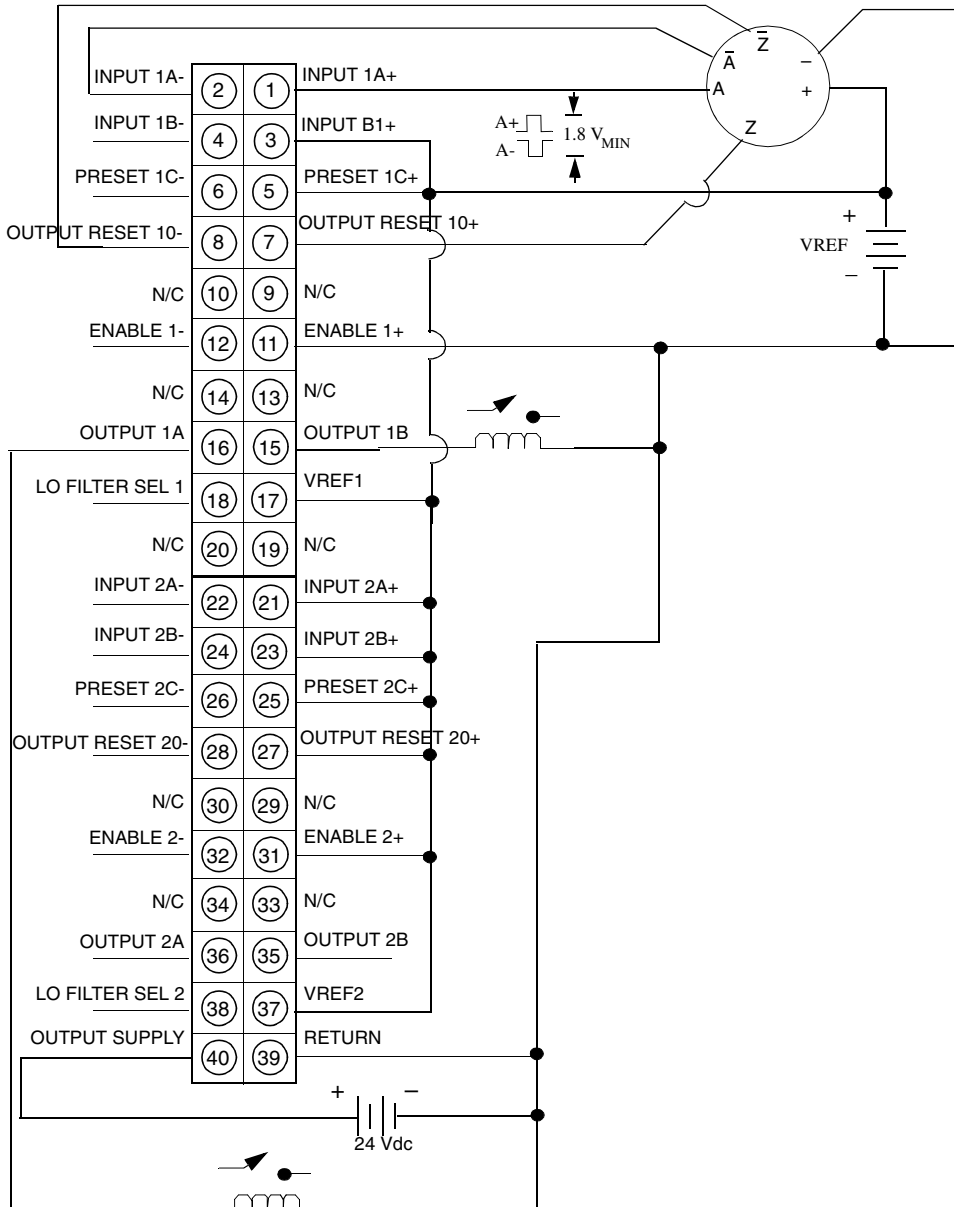 Z̅
A̅
−
A
+
Z
INPUT 1A-
2
1
INPUT 1A+
A+
A-
1.8 VMIN
INPUT 1B-
4
3
INPUT B1+
PRESET 1C-
6
5
PRESET 1C+
OUTPUT RESET 10-
8
7
OUTPUT RESET 10+
+
VREF
−
N/C
10
9
N/C
ENABLE 1-
12
11
ENABLE 1+
N/C
14
13
N/C
OUTPUT 1A
16
15
OUTPUT 1B
LO FILTER SEL 1
18
17
VREF1
N/C
20
19
N/C
INPUT 2A-
22
21
INPUT 2A+
INPUT 2B-
24
23
INPUT 2B+
PRESET 2C-
26
25
PRESET 2C+
OUTPUT RESET 20-
28
27
OUTPUT RESET 20+
N/C
30
29
N/C
ENABLE 2-
32
31
ENABLE 2+
N/C
34
33
N/C
OUTPUT 2A
36
35
OUTPUT 2B
LO FILTER SEL 2
38
37
VREF2
OUTPUT SUPPLY
40
39
RETURN
+
−
24 Vdc